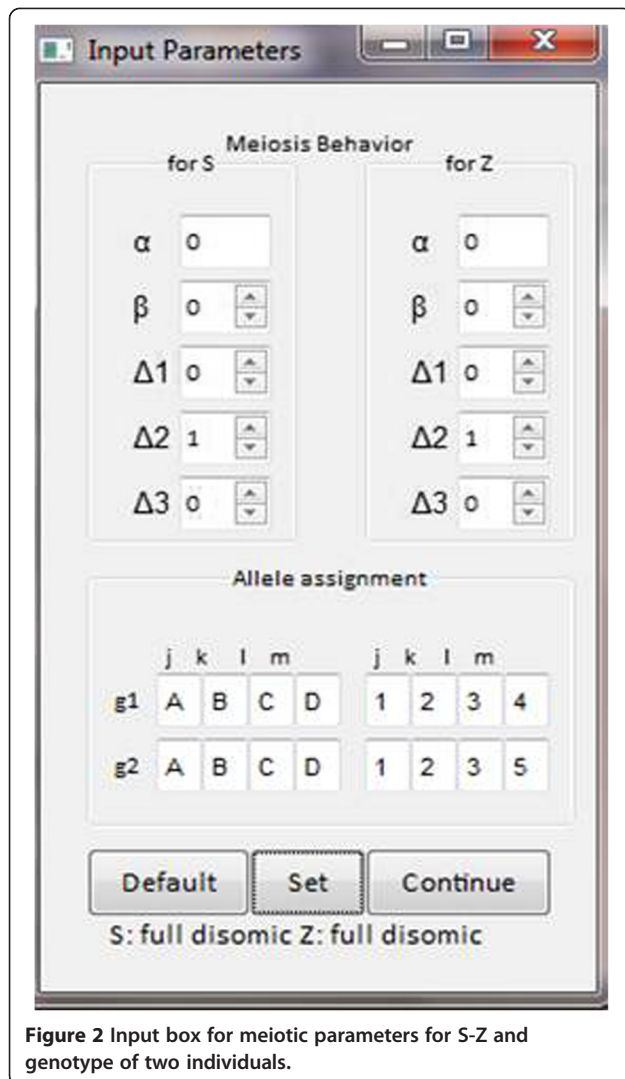 Input Parameters
Meiosis Behavior
for S for Z
α 0 α 0
β 0 β 0
Δ1 0 Δ1 0
Δ2 1 Δ2 1
Δ3 0 Δ3 0
Allele assignment
j k l m j k l m
g1 A B C D 1 2 3 4
g2 A B C D 1 2 3 5
Default Set Continue
S: full disomic Z: full disomic
Figure 2 Input box for meiotic parameters for S-Z and
genotype of two individuals.